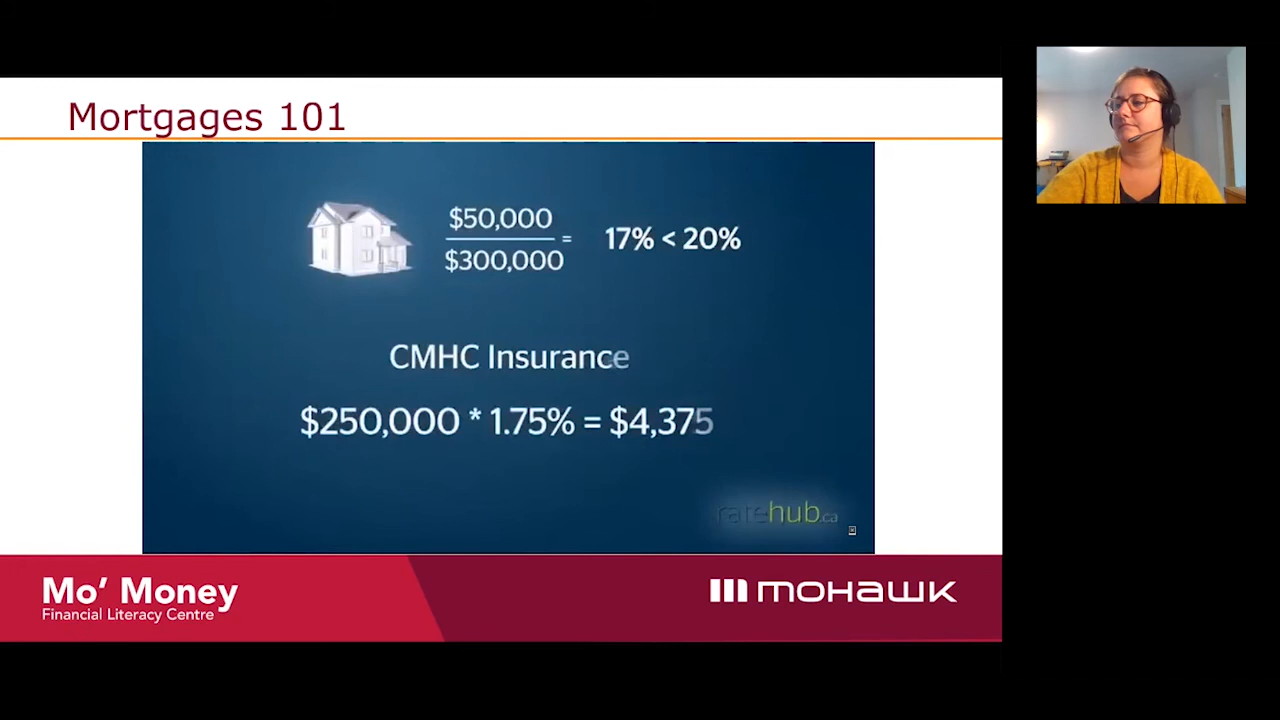 Mortgages 101
$50,000
$300,000
= 17% < 20%
CMHC Insurance
$250,000 * 1.75% = $4,375
ratehub.ca
Mo' Money
Financial Literacy Centre
mohawk